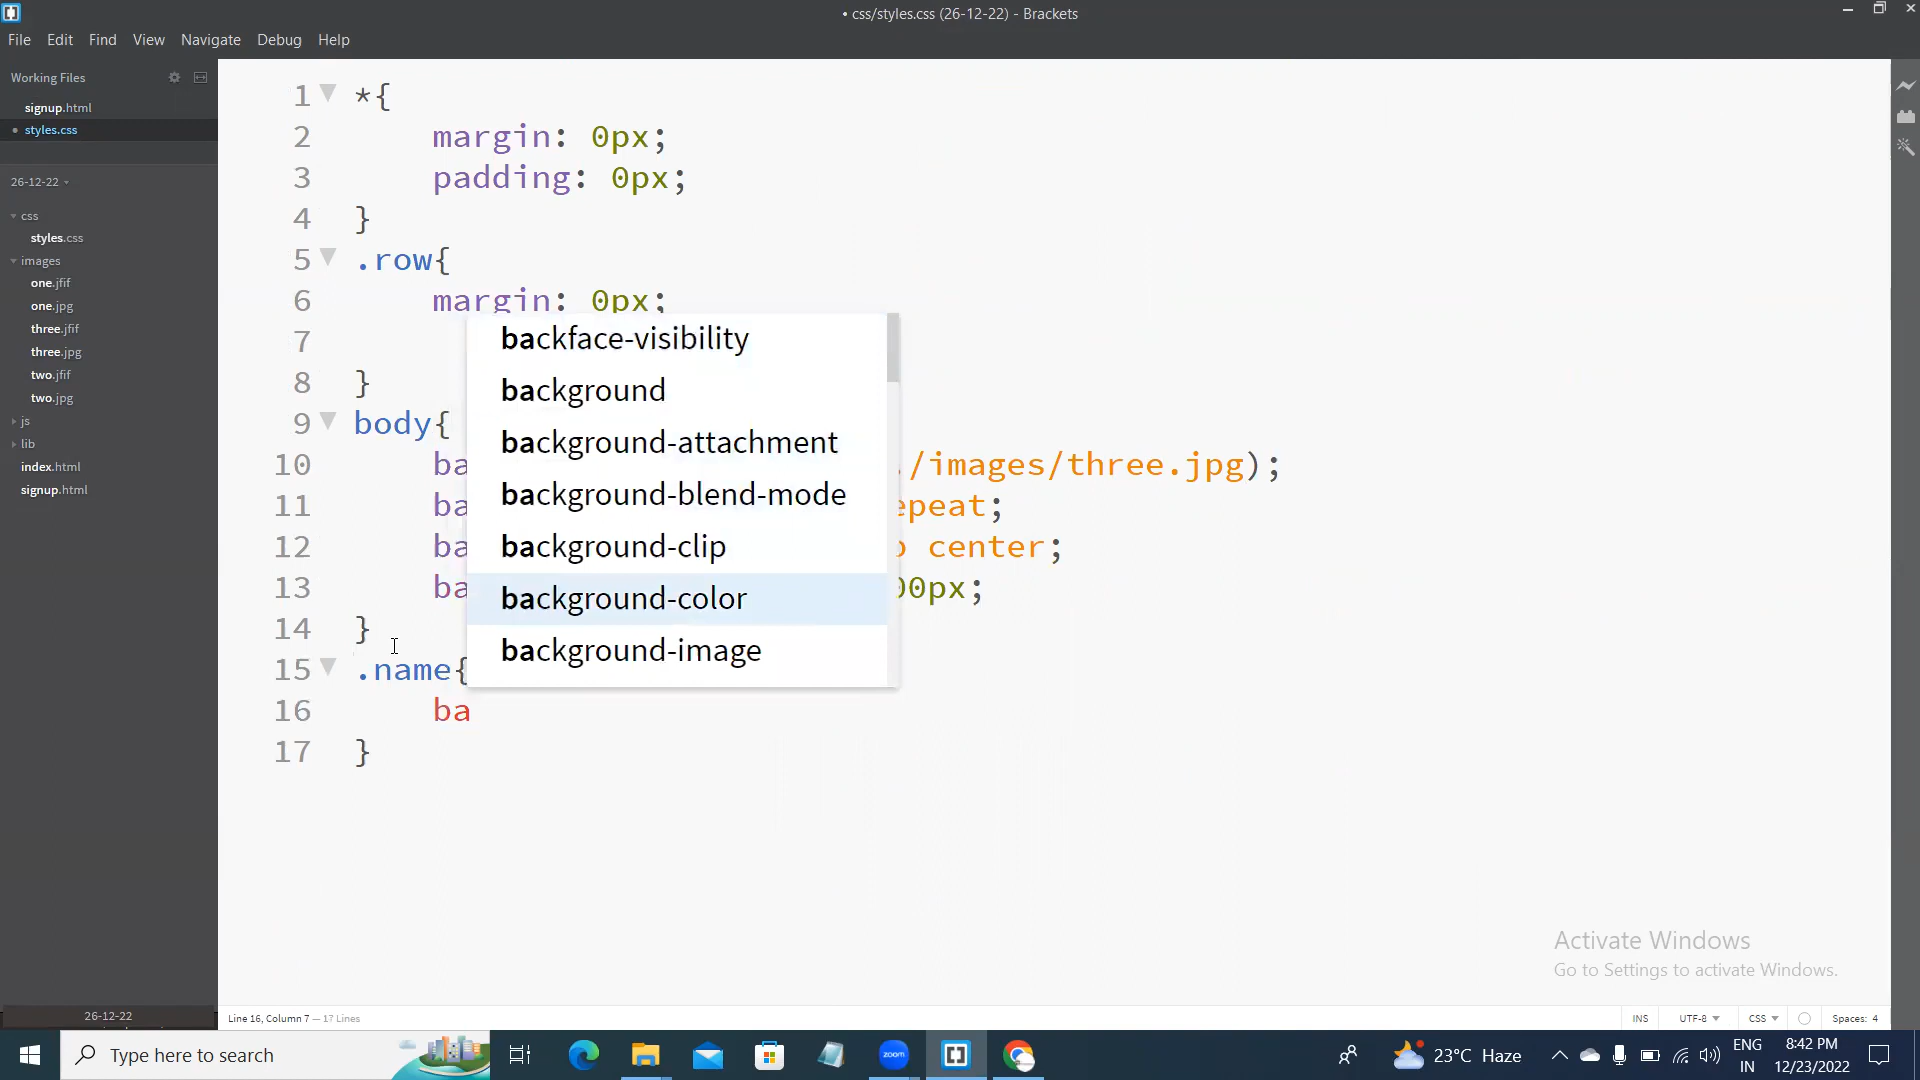 • css/styles.css (26-12-22) - Brackets
File Edit Find View Navigate Debug Help
Working Files
signup.html
• styles.css
26-12-22
css
styles.css
images
one.jfif
one.jpg
three.jfif
three.jpg
two.jfif
two.jpg
js
lib
index.html
signup.html
26-12-22
1 *{
2 margin: 0px;
3 padding: 0px;
4 }
5 .row{
6 margin: 0px;
7
8 }
9 body{
10 ba ./images/three.jpg);
11 ba epeat;
12 ba center;
13 ba 00px;
14 }
15 .name{
16 ba
17 }
backface-visibility
background
background-attachment
background-blend-mode
background-clip
background-color
background-image
Activate Windows
Go to Settings to activate Windows.
Line 16, Column 7 — 17 Lines
INS UTF-8 CSS Spaces: 4
Type here to search
zoom
23°C Haze
ENG
IN
8:42 PM
12/23/2022